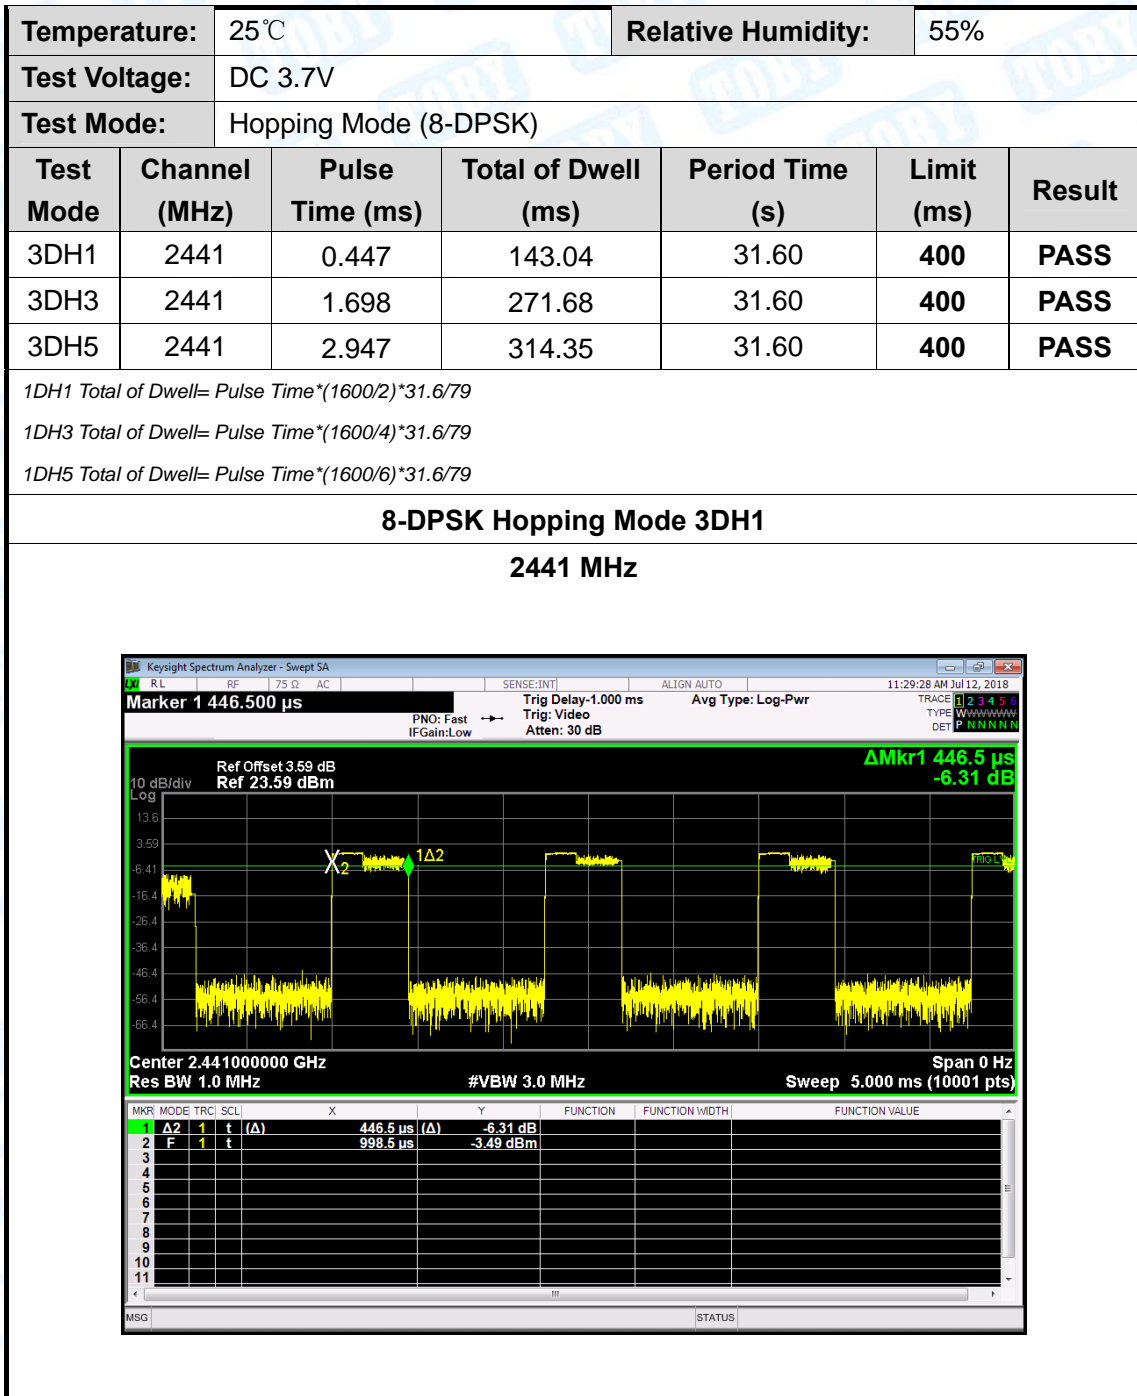 Temperature: 25℃ Relative Humidity: 55%
Test Voltage: DC 3.7V
Test Mode: Hopping Mode (8-DPSK)
Test Mode Channel (MHz) Pulse Time (ms) Total of Dwell (ms) Period Time (s) Limit (ms) Result
3DH1 2441 0.447 143.04 31.60 400 PASS
3DH3 2441 1.698 271.68 31.60 400 PASS
3DH5 2441 2.947 314.35 31.60 400 PASS
1DH1 Total of Dwell= Pulse Time*(1600/2)*31.6/79
1DH3 Total of Dwell= Pulse Time*(1600/4)*31.6/79
1DH5 Total of Dwell= Pulse Time*(1600/6)*31.6/79
8-DPSK Hopping Mode 3DH1
2441 MHz
Keysight Spectrum Analyzer - Swept SA
LXI RL RF 75 Ω AC SENSE:INT ALIGN AUTO 11:29:28 AM Jul 12, 2018
Marker 1 446.500 µs
Trig Delay-1.000 ms Avg Type: Log-Pwr TRACE 1 2 3 4 5 6
PNO: Fast Trig: Video TYPE WWWWWW
IFGain:Low Atten: 30 dB DET P N N N N N
ΔMkr1 446.5 µs
-6.31 dB
Ref Offset 3.59 dB
10 dB/div Ref 23.59 dBm
Log
13.6
3.59
-6.41
-16.4
-26.4
-36.4
-46.4
-56.4
-66.4
X2 1Δ2
Center 2.441000000 GHz Span 0 Hz
Res BW 1.0 MHz #VBW 3.0 MHz Sweep 5.000 ms (10001 pts)
MKR MODE TRC SCL X Y FUNCTION FUNCTION WIDTH FUNCTION VALUE
1 Δ2 1 t (Δ) 446.5 µs (Δ) -6.31 dB
2 F 1 t 998.5 µs -3.49 dBm
3
4
5
6
7
8
9
10
11
MSG STATUS